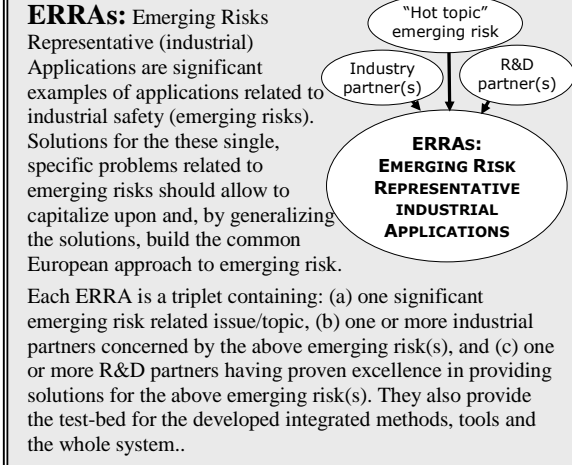 ERRAs: Emerging Risks
Representative (industrial)
Applications are significant
examples of applications related to
industrial safety (emerging risks).
Solutions for the these single,
specific problems related to
emerging risks should allow to
capitalize upon and, by generalizing
the solutions, build the common
European approach to emerging risk.
“Hot topic”
emerging risk
Industry
partner(s)
R&D
partner(s)
ERRAS:
EMERGING RISK
REPRESENTATIVE
INDUSTRIAL
APPLICATIONS
Each ERRA is a triplet containing: (a) one significant
emerging risk related issue/topic, (b) one or more industrial
partners concerned by the above emerging risk(s), and (c) one
or more R&D partners having proven excellence in providing
solutions for the above emerging risk(s). They also provide
the test-bed for the developed integrated methods, tools and
the whole system..